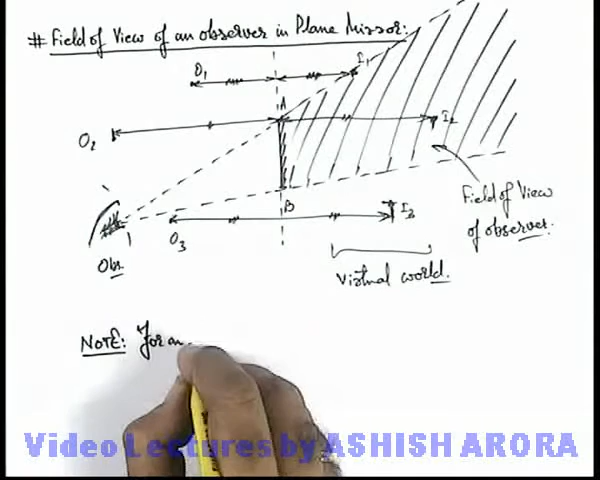 # Field of View of an observer in Plane Mirror:
O1 I1
A
O2 I2
B
O3 I3
Obs.
Field of View
of observer.
Virtual world.
NOTE: For an
Video Lectures by ASHISH ARORA